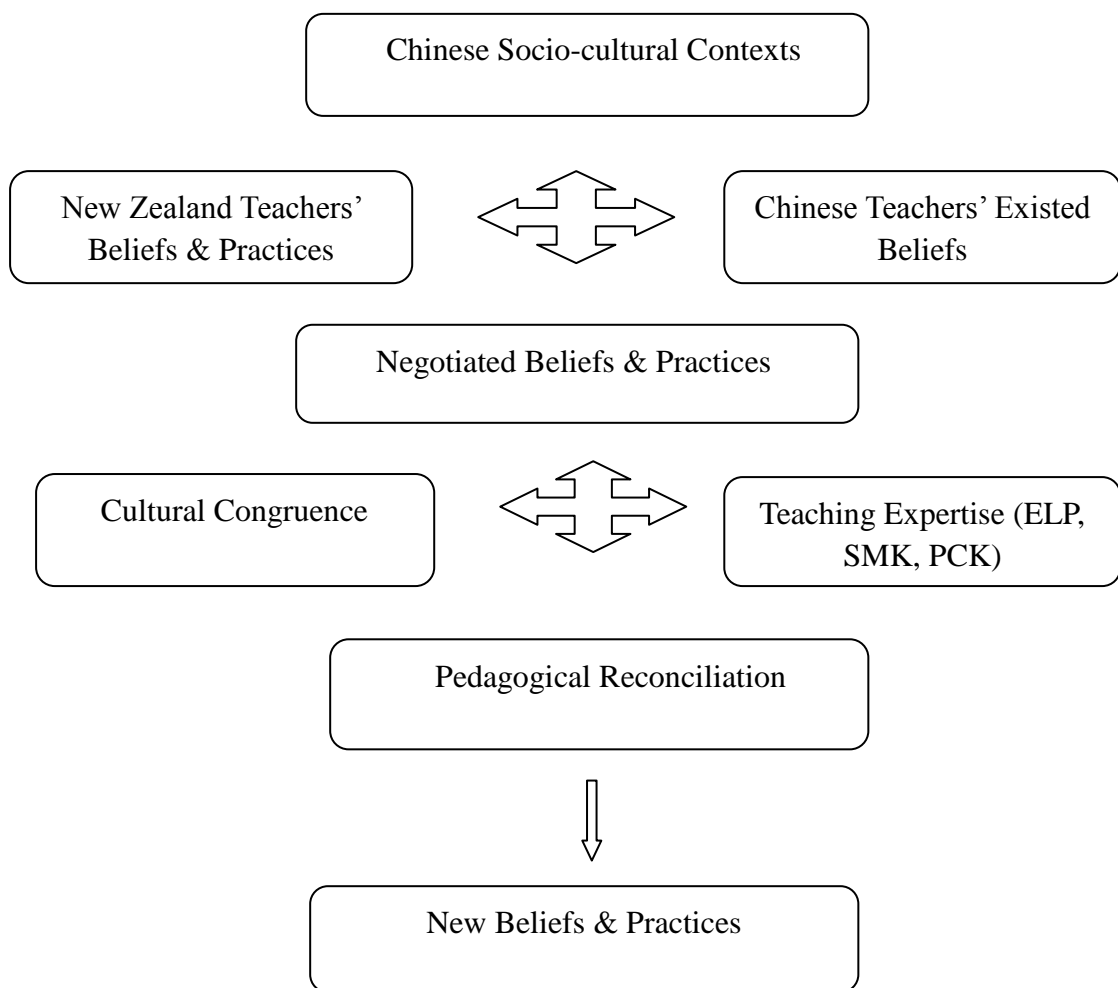 Chinese Socio-cultural Contexts
New Zealand Teachers’
Beliefs & Practices
Chinese Teachers’ Existed
Beliefs
Negotiated Beliefs & Practices
Cultural Congruence
Teaching Expertise (ELP,
SMK, PCK)
Pedagogical Reconciliation
New Beliefs & Practices